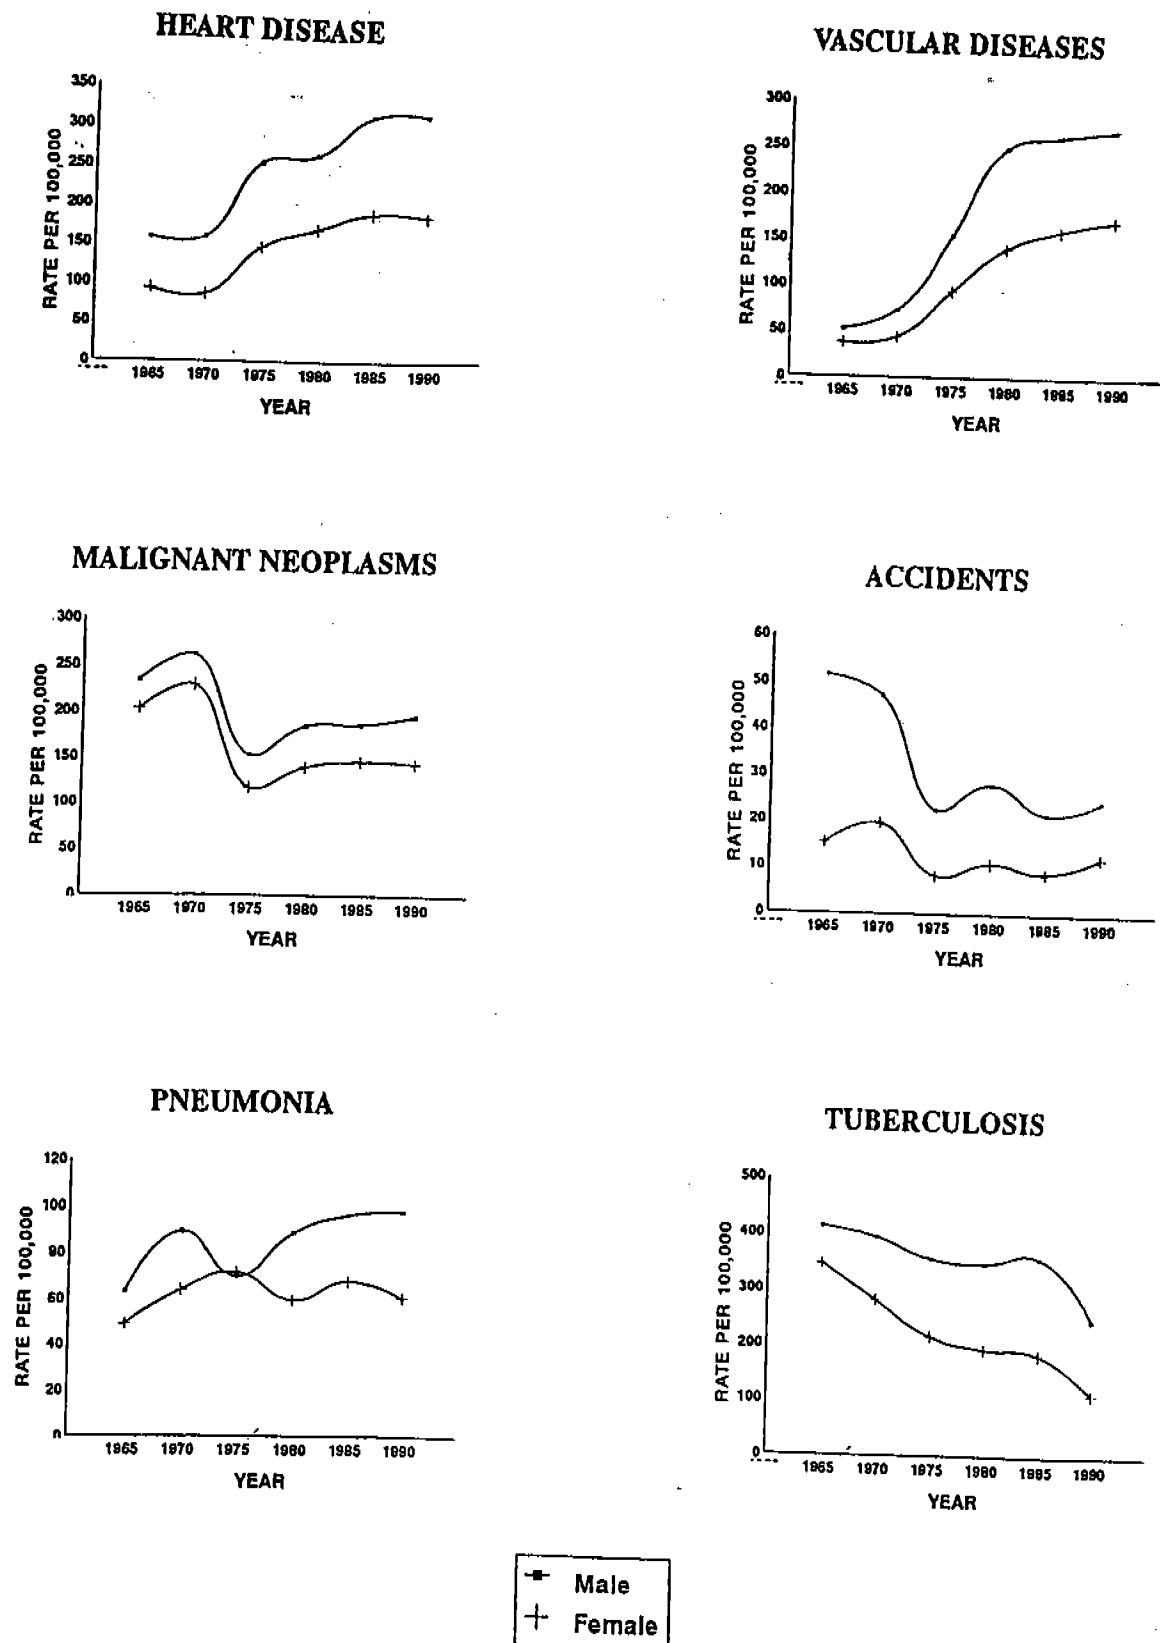 HEART DISEASE
350
300
250
200
150
100
50
0
RATE PER 100,000
1965 1970 1975 1980 1985 1990
YEAR
VASCULAR DISEASES
300
250
200
150
100
50
0
RATE PER 100,000
1965 1970 1975 1980 1985 1990
YEAR
MALIGNANT NEOPLASMS
300
250
200
150
100
50
0
RATE PER 100,000
1965 1970 1975 1980 1985 1990
YEAR
ACCIDENTS
60
50
40
30
20
10
0
RATE PER 100,000
1965 1970 1975 1980 1985 1990
YEAR
PNEUMONIA
120
100
80
60
40
20
0
RATE PER 100,000
1965 1970 1975 1980 1985 1990
YEAR
TUBERCULOSIS
500
400
300
200
100
0
RATE PER 100,000
1965 1970 1975 1980 1985 1990
YEAR
Male
Female